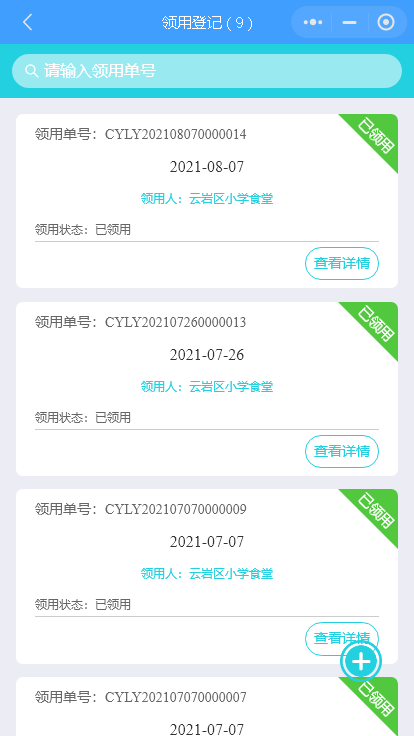 领用登记 ( 9 )
请输入领用单号
领用单号：CYLY202108070000014
已领用
2021-08-07
领用人：云岩区小学食堂
领用状态：已领用
查看详情
领用单号：CYLY202107260000013
已领用
2021-07-26
领用人：云岩区小学食堂
领用状态：已领用
查看详情
领用单号：CYLY202107070000009
已领用
2021-07-07
领用人：云岩区小学食堂
领用状态：已领用
查看详情
领用单号：CYLY202107070000007
已领用
2021-07-07